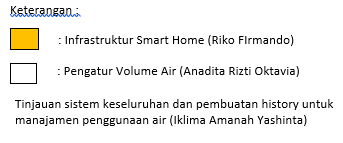 Keterangan :
: Infrastruktur Smart Home (Riko FIrmando)
: Pengatur Volume Air (Anadita Rizti Oktavia)
Tinjauan sistem keseluruhan dan pembuatan history untuk
manajamen penggunaan air (Iklima Amanah Yashinta)